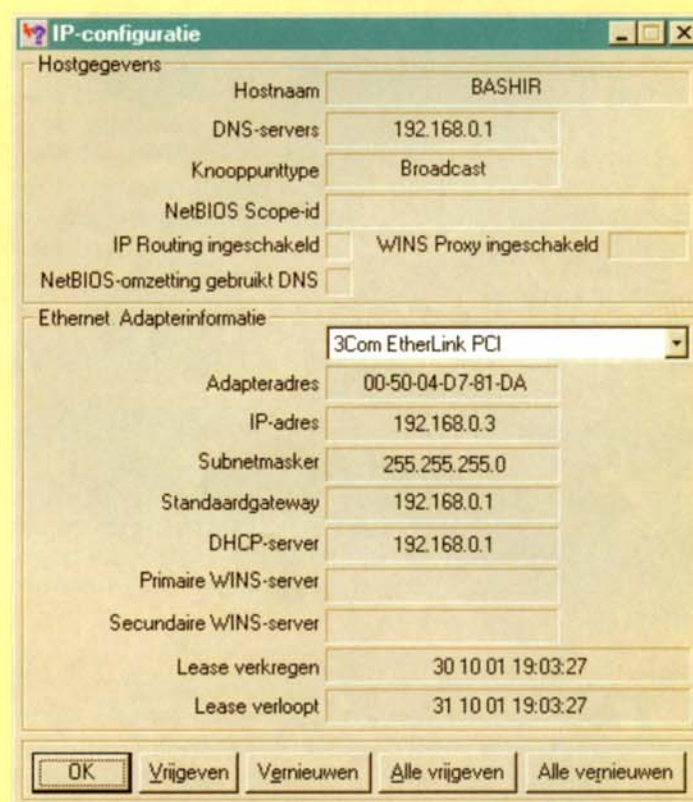 IP-configuratie
Hostgegevens
Hostnaam BASHIR
DNS-servers 192.168.0.1
Knooppunttype Broadcast
NetBIOS Scope-id
IP Routing ingeschakeld WINS Proxy ingeschakeld
NetBIOS-omzetting gebruikt DNS
Ethernet Adapterinformatie
3Com EtherLink PCI
Adapteradres 00-50-04-D7-81-DA
IP-adres 192.168.0.3
Subnetmasker 255.255.255.0
Standaardgateway 192.168.0.1
DHCP-server 192.168.0.1
Primaire WINS-server
Secundaire WINS-server
Lease verkregen 30 10 01 19:03:27
Lease verloopt 31 10 01 19:03:27
OK Vrijgeven Vernieuwen Alle vrijgeven Alle vernieuwen